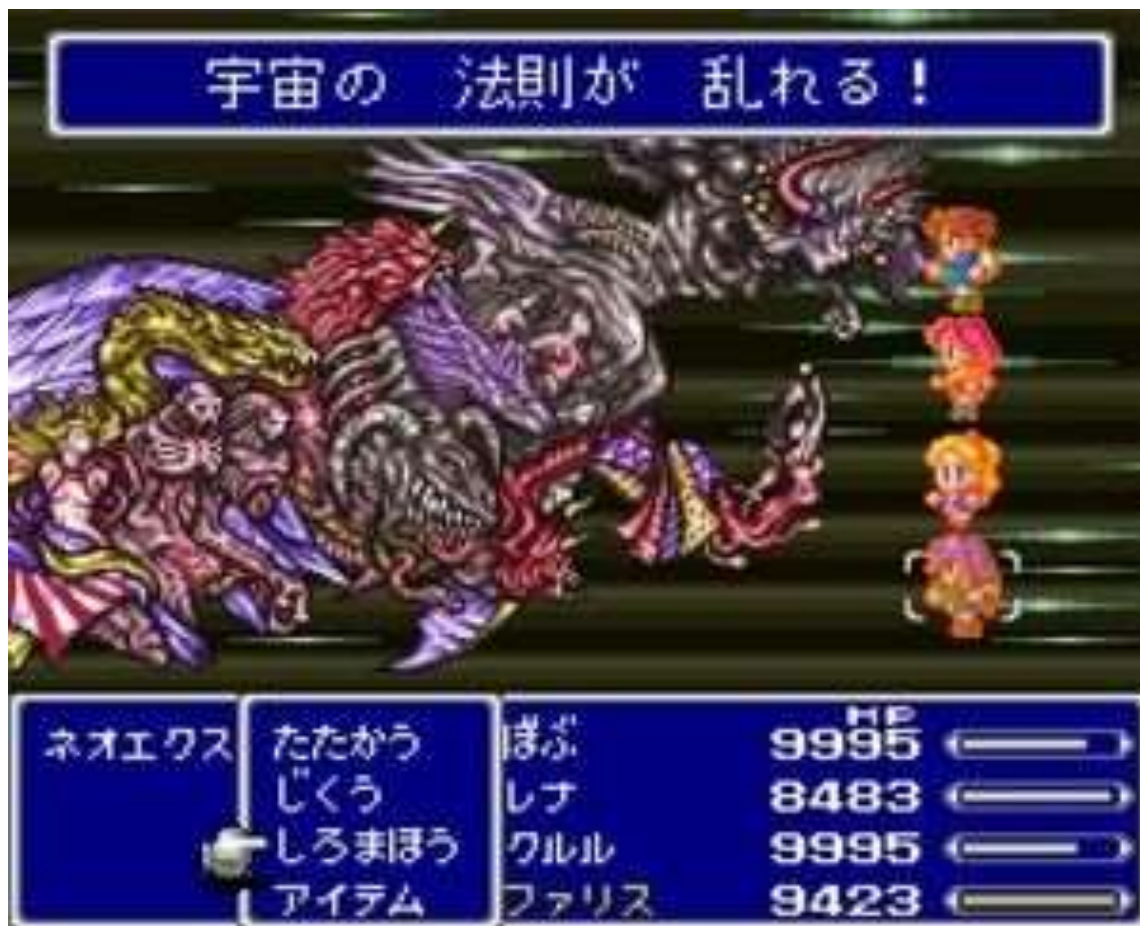 宇宙の 法則が 乱れる!
HP
ネオエクス たたかう ぽぶ 9995
じくう レナ 8483
しろまほう クルル 9995
アイテム ファリス 9423